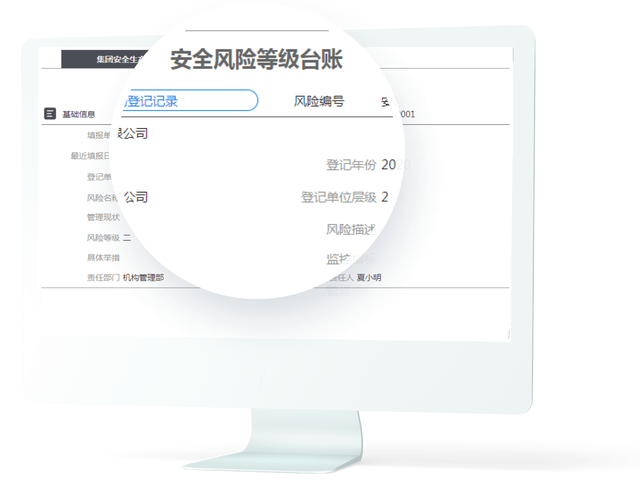 集团安全生
安全风险等级台账
登记记录 风险编号
基础信息 001
填报单 限公司
最近填报日 登记年份 2020
登记单
风险名称 公司 登记单位层级 2
管理现状
风险等级 二 风险描述
具体举措 监控
责任部门 机构管理部 责任人 夏小明